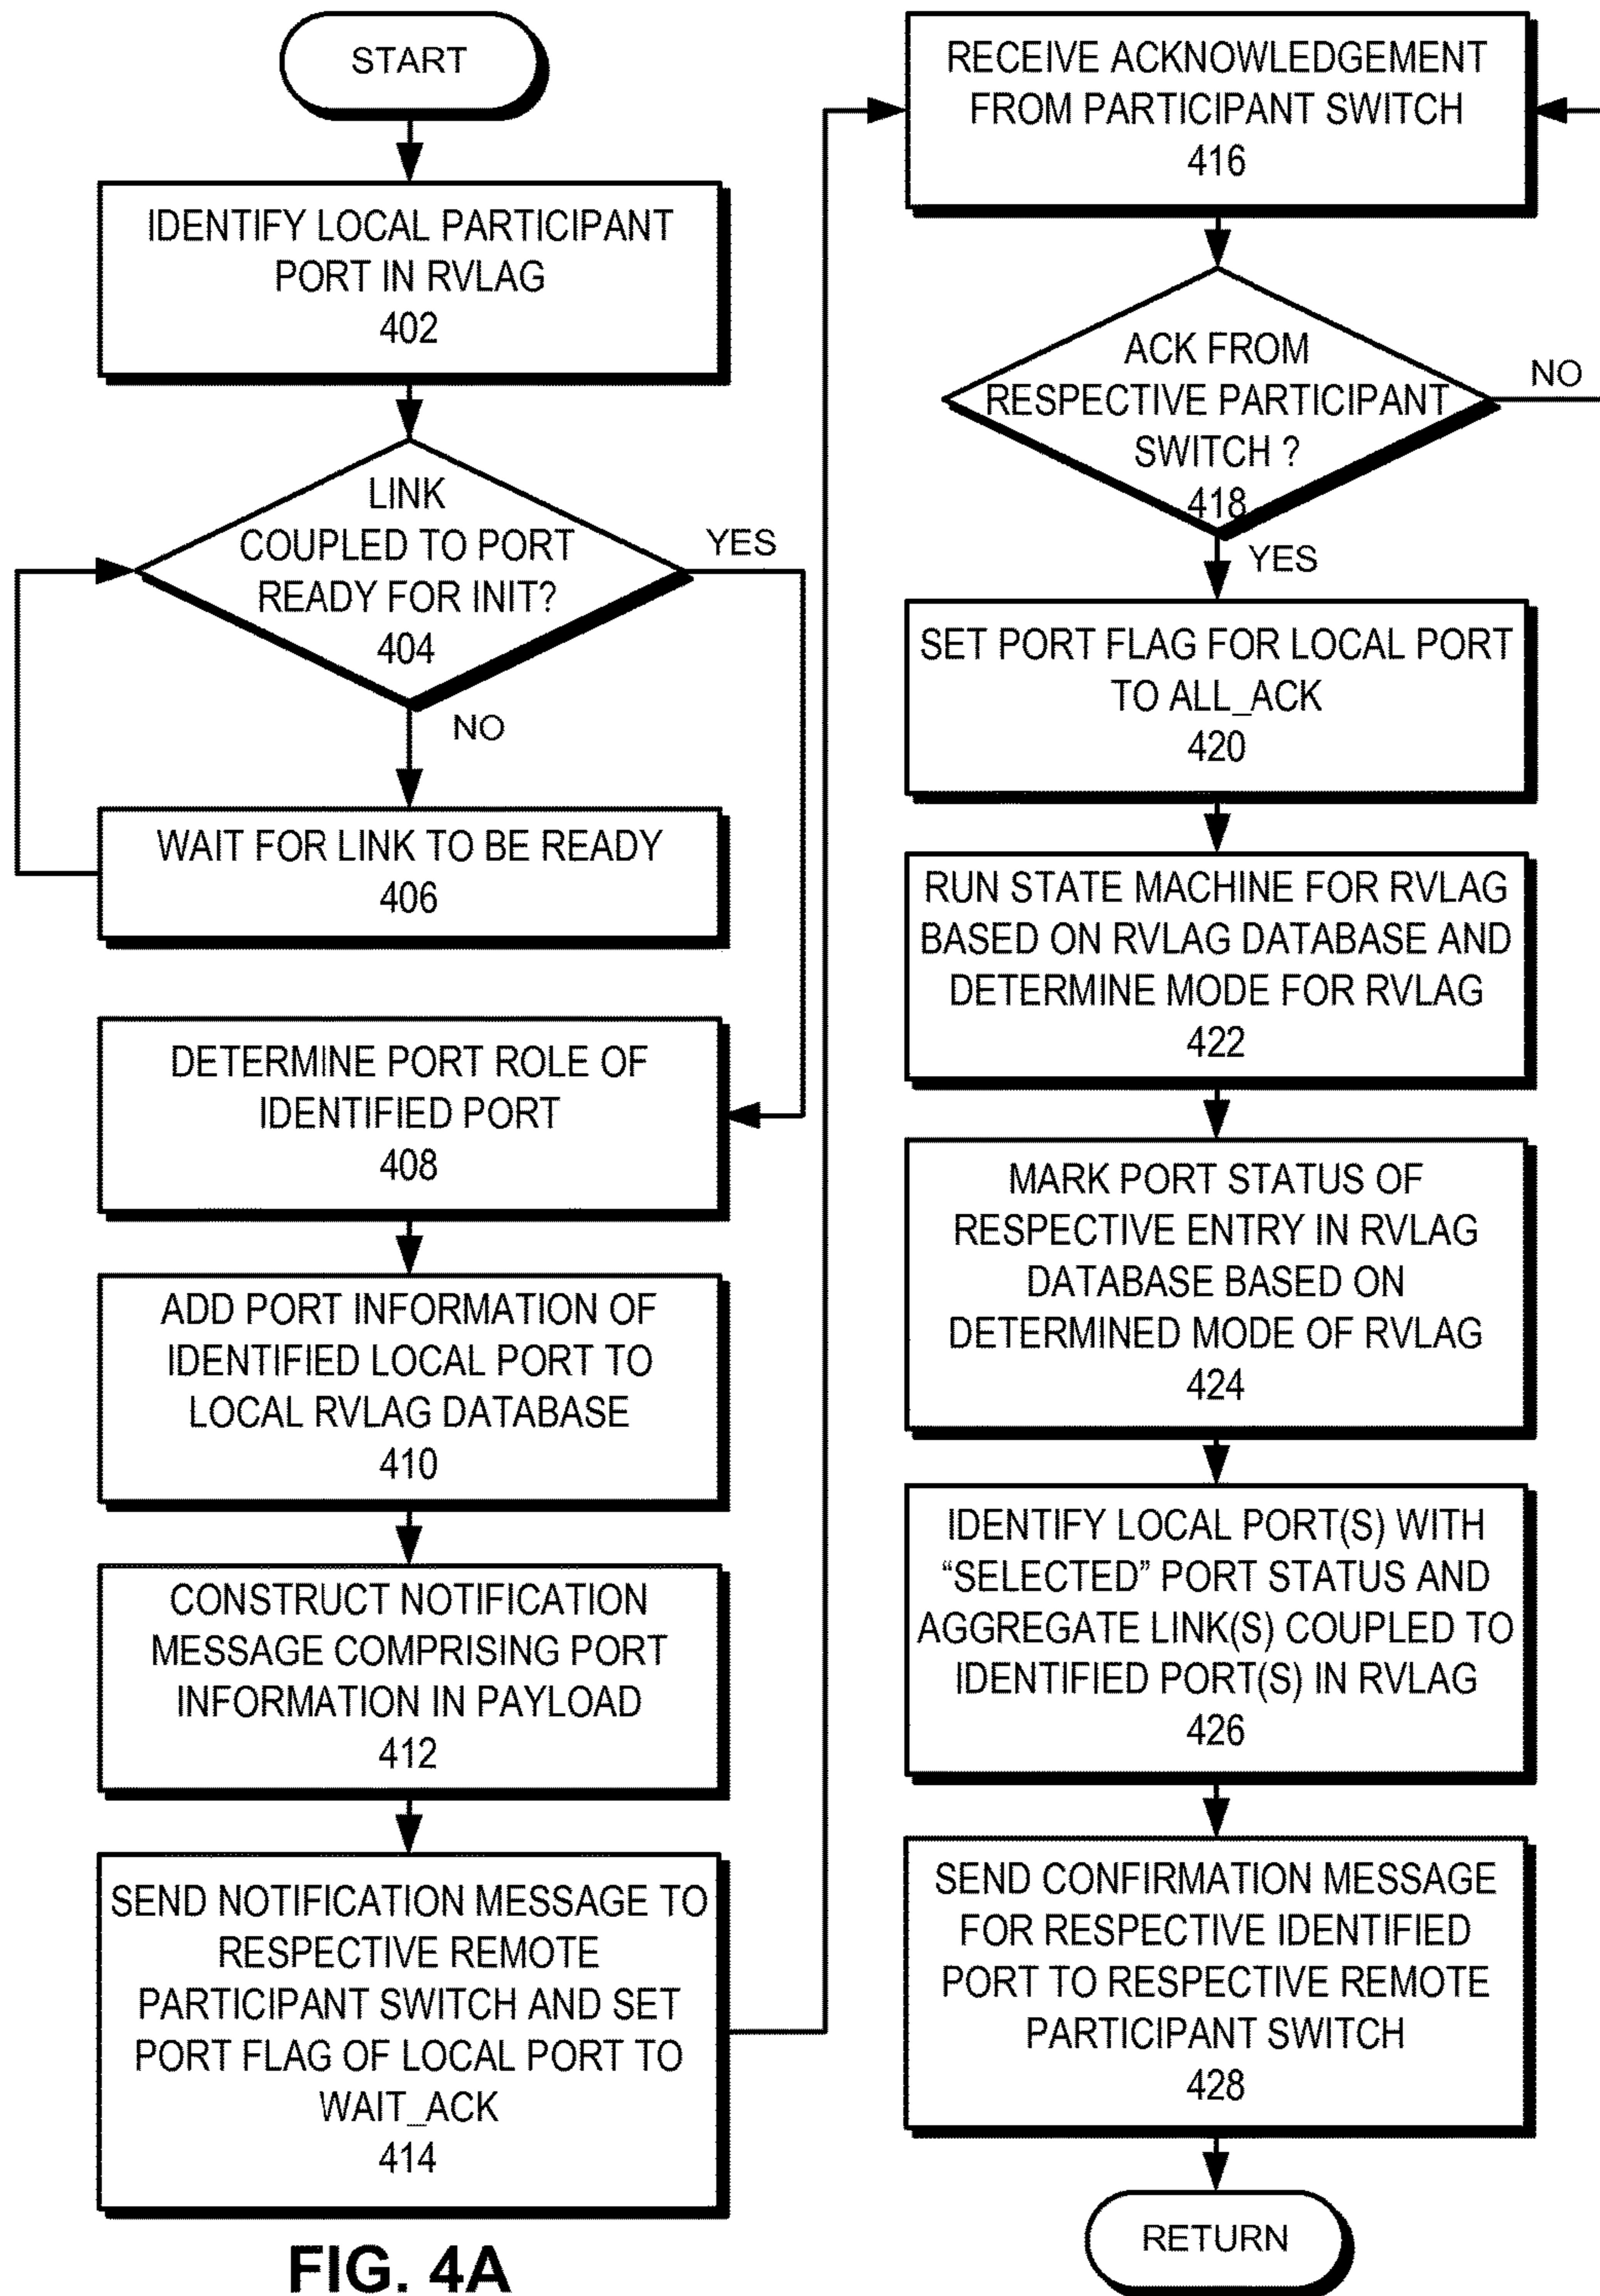 START
IDENTIFY LOCAL PARTICIPANT
PORT IN RVLAG
402
LINK
COUPLED TO PORT
READY FOR INIT?
404
YES
NO
WAIT FOR LINK TO BE READY
406
DETERMINE PORT ROLE OF
IDENTIFIED PORT
408
ADD PORT INFORMATION OF
IDENTIFIED LOCAL PORT TO
LOCAL RVLAG DATABASE
410
CONSTRUCT NOTIFICATION
MESSAGE COMPRISING PORT
INFORMATION IN PAYLOAD
412
SEND NOTIFICATION MESSAGE TO
RESPECTIVE REMOTE
PARTICIPANT SWITCH AND SET
PORT FLAG OF LOCAL PORT TO
WAIT_ACK
414
RECEIVE ACKNOWLEDGEMENT
FROM PARTICIPANT SWITCH
416
ACK FROM
RESPECTIVE PARTICIPANT
SWITCH ?
418
NO
YES
SET PORT FLAG FOR LOCAL PORT
TO ALL_ACK
420
RUN STATE MACHINE FOR RVLAG
BASED ON RVLAG DATABASE AND
DETERMINE MODE FOR RVLAG
422
MARK PORT STATUS OF
RESPECTIVE ENTRY IN RVLAG
DATABASE BASED ON
DETERMINED MODE OF RVLAG
424
IDENTIFY LOCAL PORT(S) WITH
“SELECTED” PORT STATUS AND
AGGREGATE LINK(S) COUPLED TO
IDENTIFIED PORT(S) IN RVLAG
426
SEND CONFIRMATION MESSAGE
FOR RESPECTIVE IDENTIFIED
PORT TO RESPECTIVE REMOTE
PARTICIPANT SWITCH
428
RETURN
FIG. 4A